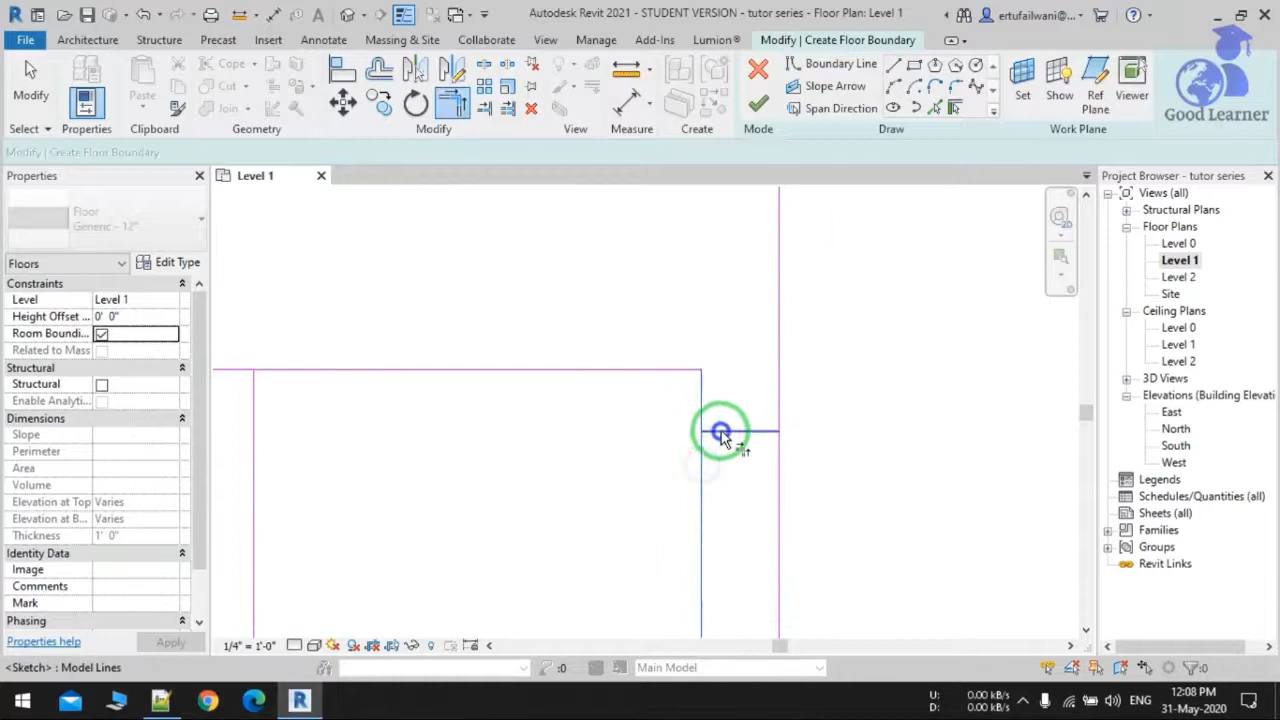 Autodesk Revit 2021 - STUDENT VERSION - tutor series - Floor Plan: Level 1
ertufailwani@...
File Architecture Structure Precast Insert Annotate Massing & Site Collaborate View Manage Add-Ins Lumion® Modify | Create Floor Boundary
Modify
Paste
Cope
Cut
Join
Boundary Line
Slope Arrow
Span Direction
Set Show Ref Plane Viewer
Good Learner
Select Properties Clipboard Geometry Modify View Measure Create Mode Draw Work Plane
Modify | Create Floor Boundary
Properties
Floor
Generic - 12"
Floors
Edit Type
Constraints
Level Level 1
Height Offset ... 0' 0"
Room Boundi...
Related to Mass
Structural
Structural
Enable Analyti...
Dimensions
Slope
Perimeter
Area
Volume
Elevation at Top Varies
Elevation at B... Varies
Thickness 1' 0"
Identity Data
Image
Comments
Mark
Phasing
Properties help
Apply
Level 1
Project Browser - tutor series
Views (all)
Structural Plans
Floor Plans
Level 0
Level 1
Level 2
Site
Ceiling Plans
Level 0
Level 1
Level 2
3D Views
Elevations (Building Elevati
East
North
South
West
Legends
Schedules/Quantities (all)
Sheets (all)
Families
Groups
Revit Links
1/4" = 1'-0"
<Sketch> : Model Lines
:0
Main Model
:0
U: 0.00 kB/s
D: 0.00 kB/s
ENG
12:08 PM
31-May-2020